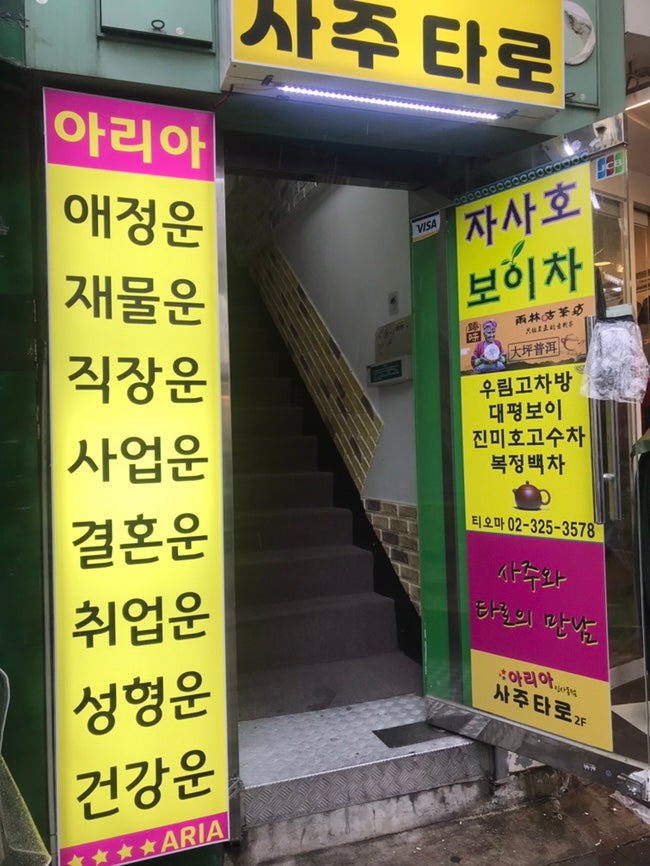 사주타로
아리아
애정운
재물운
직장운
사업운
결혼운
취업운
성형운
건강운
ARIA
JCB
VISA
자사호
보이차
雨林古茶坊
大坪普洱
우림고차방
대평보이
진미호고수차
복정백차
티오마 02-325-3578
사주와
타로의 만남
아리아
사주타로 2F